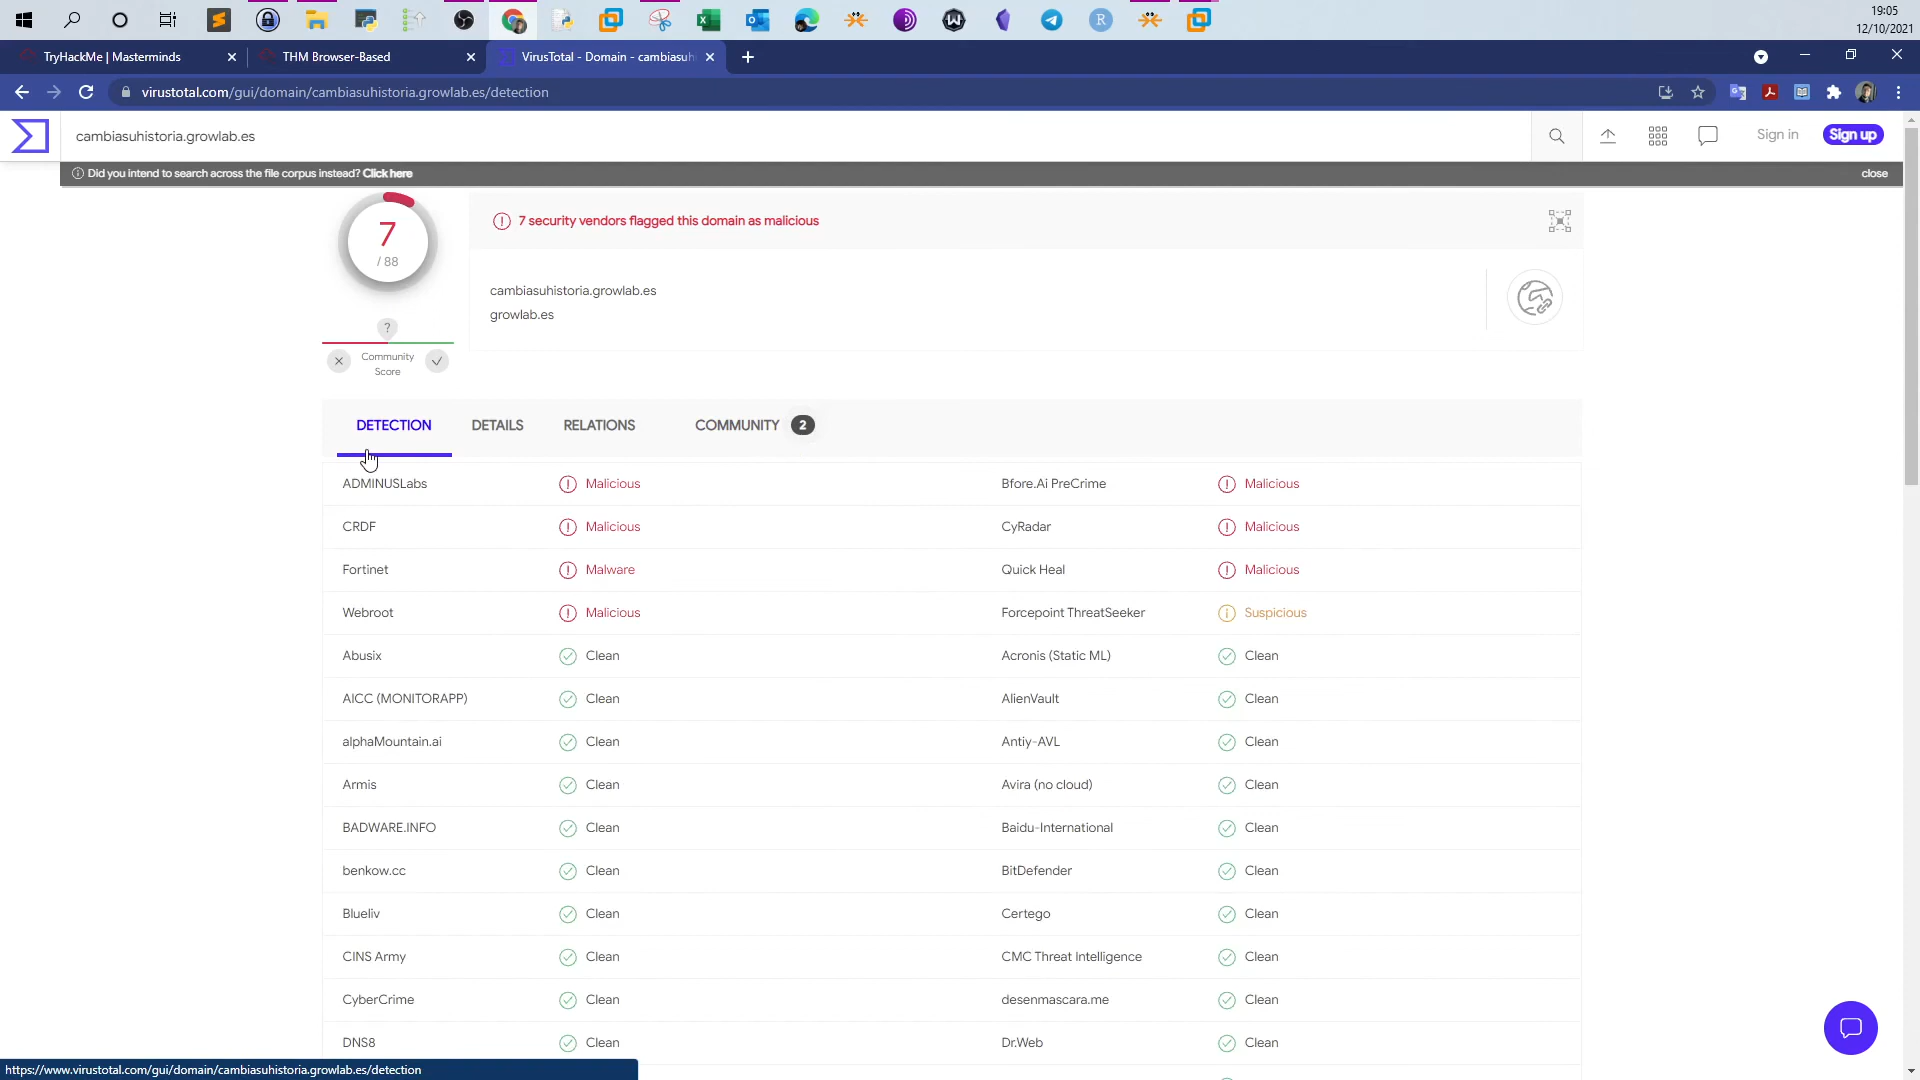 19:05
12/10/2021
TryHackMe | Masterminds
THM Browser-Based
VirusTotal - Domain - cambiasuh
virustotal.com/gui/domain/cambiasuhistoria.growlab.es/detection
cambiasuhistoria.growlab.es
Sign in
Sign up
Did you intend to search across the file corpus instead? Click here
close
7
/ 88
7 security vendors flagged this domain as malicious
cambiasuhistoria.growlab.es
growlab.es
?
Community
Score
DETECTION
DETAILS
RELATIONS
COMMUNITY
2
ADMINUSLabs
Malicious
Bfore.Ai PreCrime
Malicious
CRDF
Malicious
CyRadar
Malicious
Fortinet
Malware
Quick Heal
Malicious
Webroot
Malicious
Forcepoint ThreatSeeker
Suspicious
Abusix
Clean
Acronis (Static ML)
Clean
AICC (MONITORAPP)
Clean
AlienVault
Clean
alphaMountain.ai
Clean
Antiy-AVL
Clean
Armis
Clean
Avira (no cloud)
Clean
BADWARE.INFO
Clean
Baidu-International
Clean
benkow.cc
Clean
BitDefender
Clean
Blueliv
Clean
Certego
Clean
CINS Army
Clean
CMC Threat Intelligence
Clean
CyberCrime
Clean
desenmascara.me
Clean
DNS8
Clean
Dr.Web
Clean
https://www.virustotal.com/gui/domain/cambiasuhistoria.growlab.es/detection